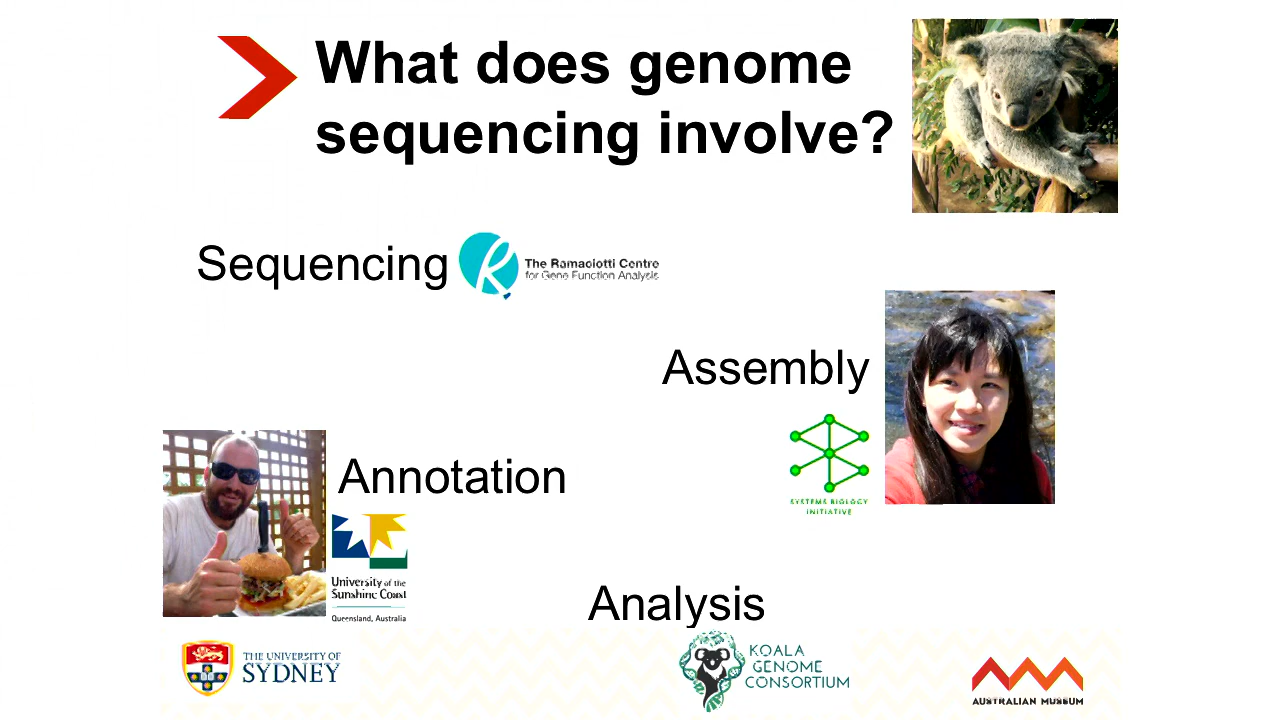 What does genome
sequencing involve?
Sequencing
The Ramaciotti Centre
for Gene Function Analysis
Assembly
SYSTEMS BIOLOGY
INITIATIVE
Annotation
University of the
Sunshine Coast
Queensland, Australia
Analysis
THE UNIVERSITY OF
SYDNEY
KOALA
GENOME
CONSORTIUM
AUSTRALIAN MUSEUM